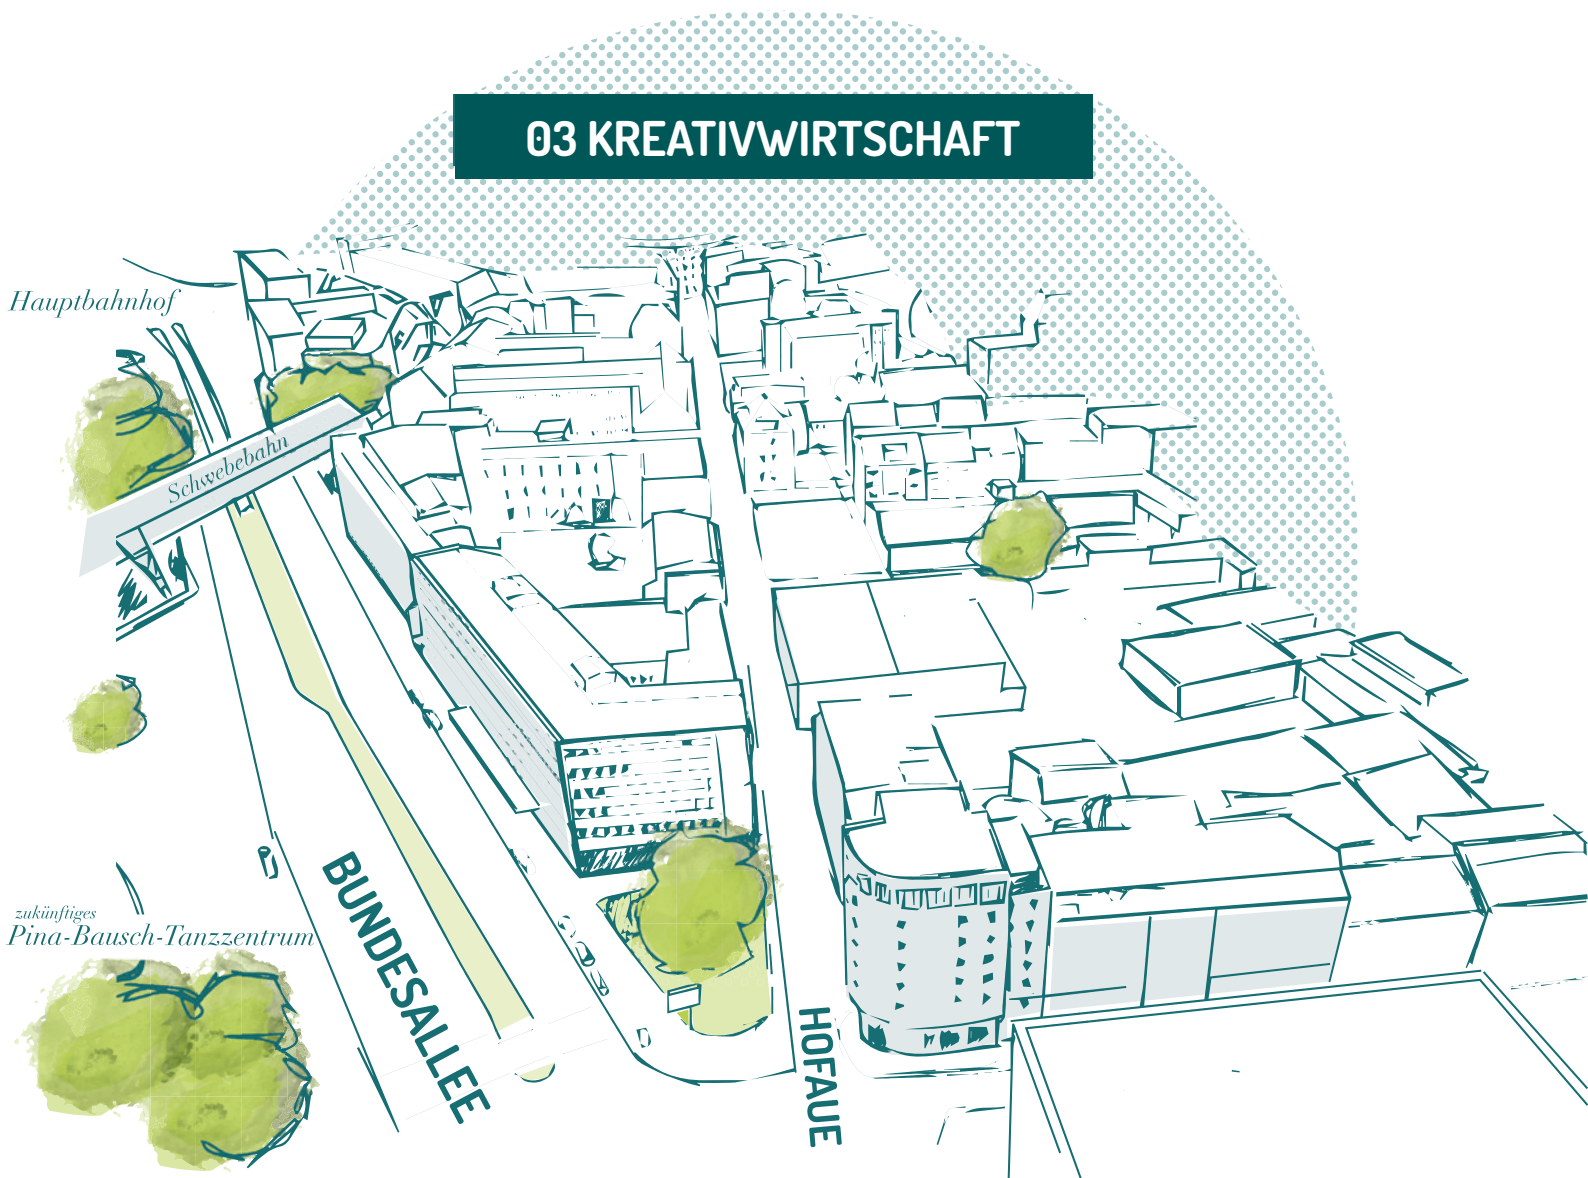 03 KREATIVWIRTSCHAFT
Hauptbahnhof
Schwebebahn
zukünftiges
Pina-Bausch-Tanzzentrum
BUNDESALLEE
HOFAUE